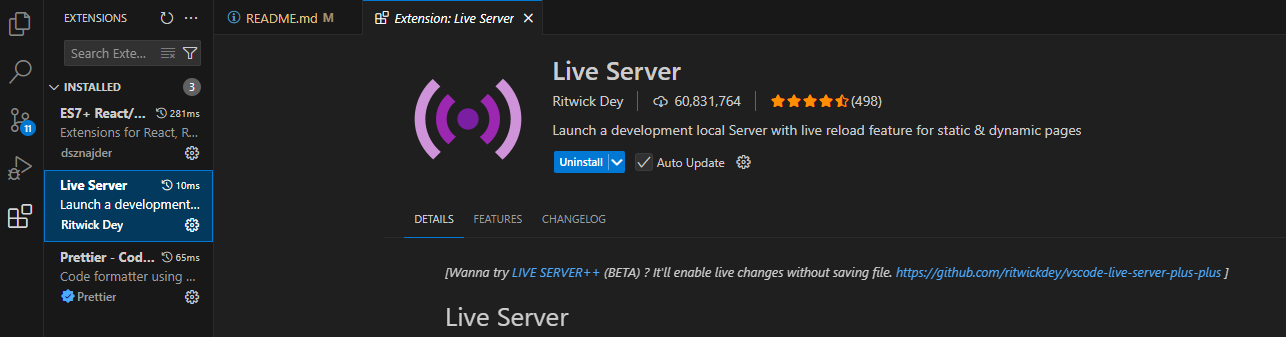 EXTENSIONS
Search Exte...
INSTALLED
3
ES7+ React/...
281ms
Extensions for React, R...
dsznajder
11
Live Server
10ms
Launch a development...
Ritwick Dey
Prettier - Cod...
65ms
Code formatter using ...
Prettier
README.md M
Extension: Live Server
Live Server
Ritwick Dey
60,831,764
(498)
Launch a development local Server with live reload feature for static & dynamic pages
Uninstall
Auto Update
DETAILS FEATURES CHANGELOG
[Wanna try LIVE SERVER++ (BETA) ? It'll enable live changes without saving file. https://github.com/ritwickdey/vscode-live-server-plus-plus ]
Live Server